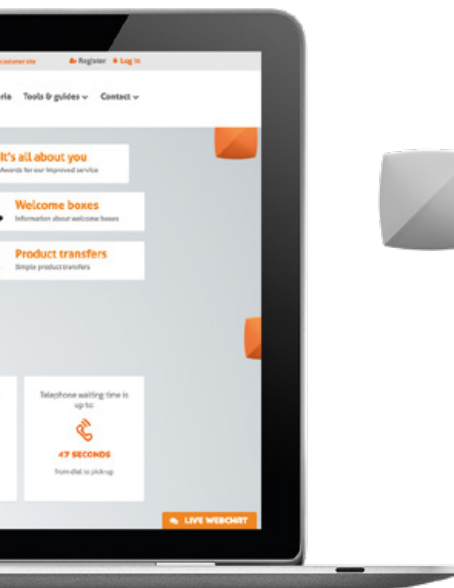 customer site Register Log in
Tools & guides Contact
It's all about you
Awards for our improved service
Welcome boxes
Information about welcome boxes
Product transfers
Simple product transfers
Telephone waiting time is
up to:
47 SECONDS
from dial to pick-up
LIVE WEBCHAT